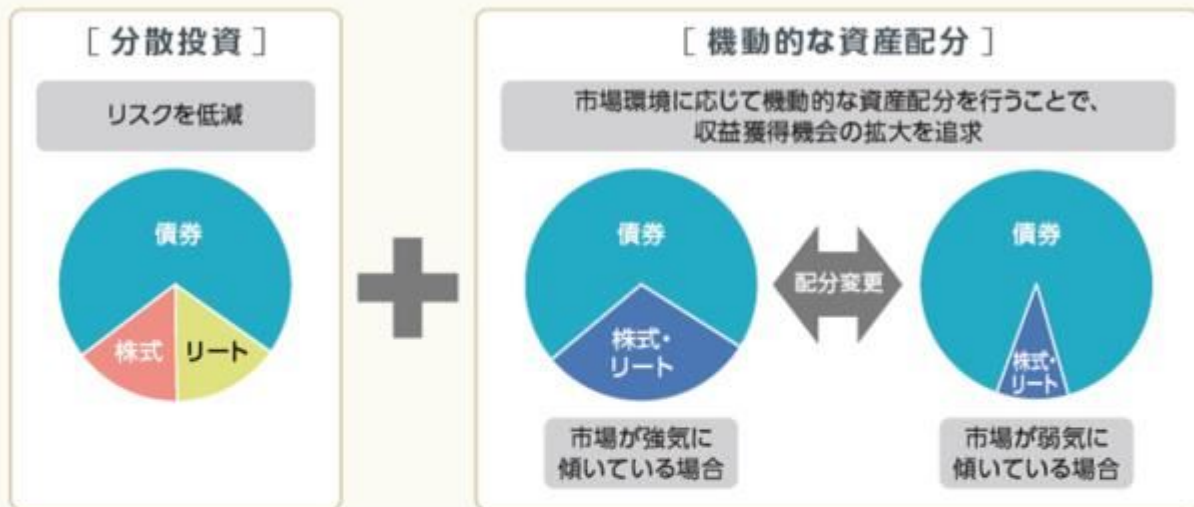 [ 分散投資 ]
リスクを低減
債券
株式
リート
[ 機動的な資産配分 ]
市場環境に応じて機動的な資産配分を行うことで、
収益獲得機会の拡大を追求
債券
株式・
リート
市場が強気に
傾いている場合
配分変更
債券
株式・
リート
市場が弱気に
傾いている場合